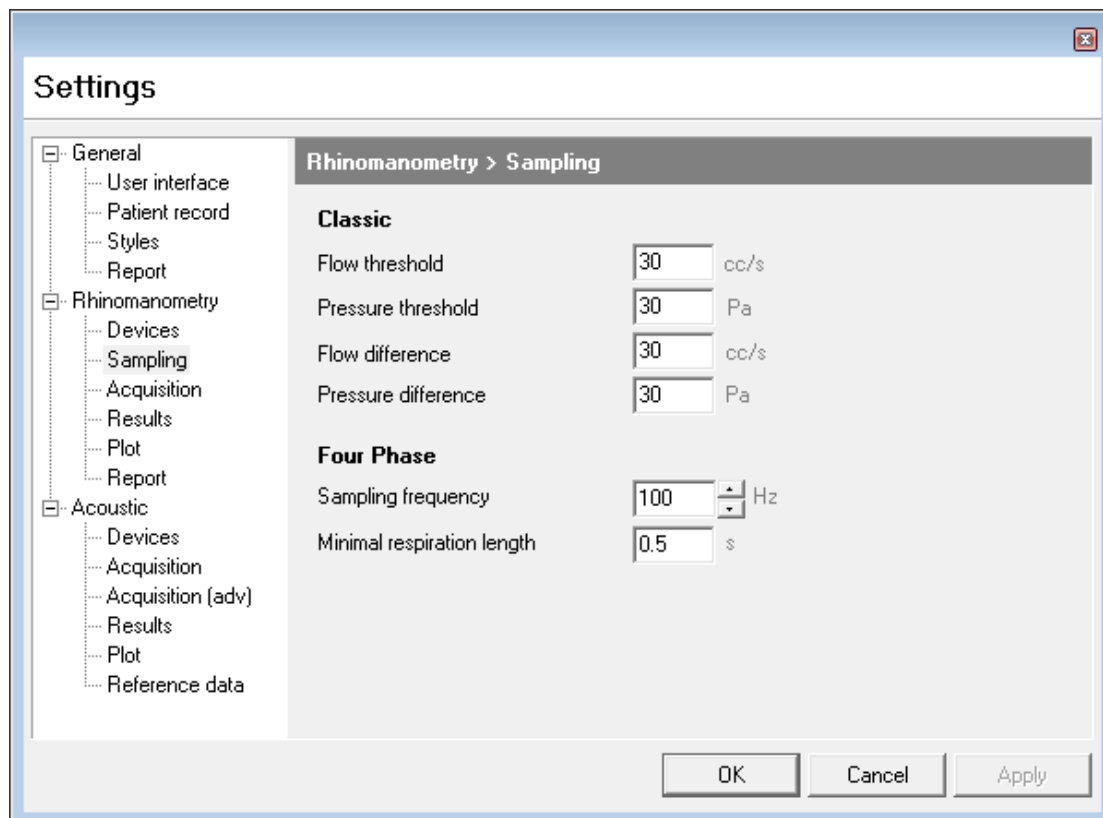 Settings
General
User interface
Patient record
Styles
Report
Rhinomanometry
Devices
Sampling
Acquisition
Results
Plot
Report
Acoustic
Devices
Acquisition
Acquisition (adv)
Results
Plot
Reference data
Rhinomanometry > Sampling
Classic
Flow threshold 30 cc/s
Pressure threshold 30 Pa
Flow difference 30 cc/s
Pressure difference 30 Pa
Four Phase
Sampling frequency 100 Hz
Minimal respiration length 0.5 s
OK Cancel Apply